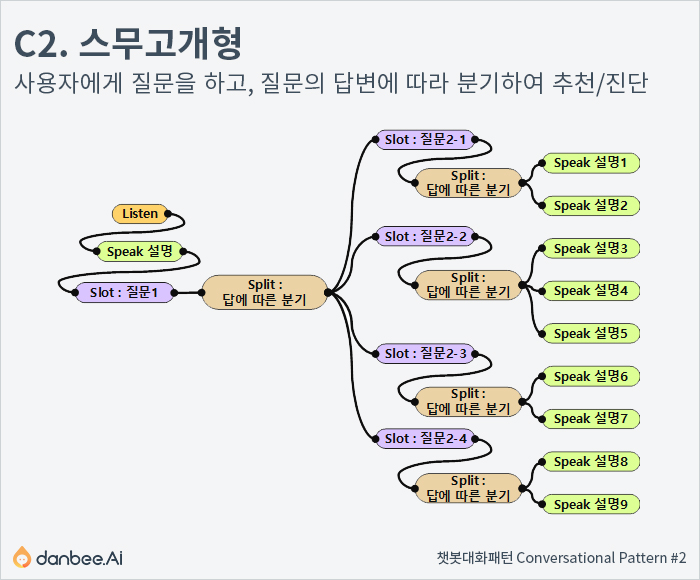 C2. 스무고개형
사용자에게 질문을 하고, 질문의 답변에 따라 분기하여 추천/진단
Listen
Speak 설명
Slot : 질문1
Split :
답에 따른 분기
Slot : 질문2-1
Split :
답에 따른 분기
Speak 설명1
Speak 설명2
Slot : 질문2-2
Split :
답에 따른 분기
Speak 설명3
Speak 설명4
Speak 설명5
Slot : 질문2-3
Split :
답에 따른 분기
Speak 설명6
Speak 설명7
Slot : 질문2-4
Split :
답에 따른 분기
Speak 설명8
Speak 설명9
danbee.Ai
챗봇대화패턴 Conversational Pattern #2